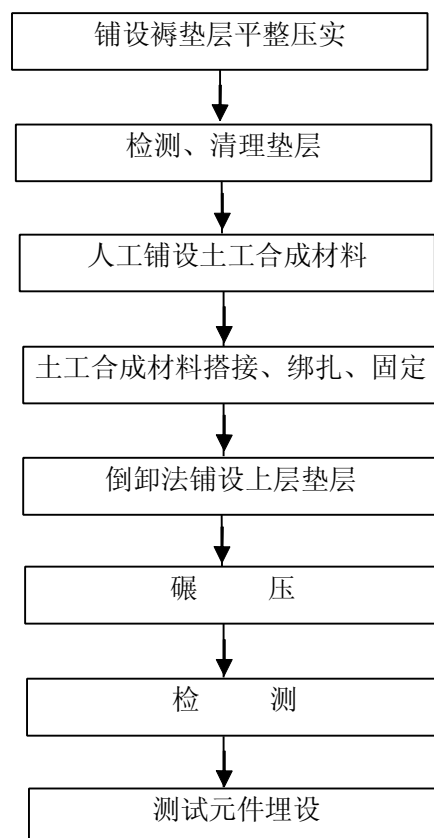 铺设褥垫层平整压实
检测、清理垫层
人工铺设土工合成材料
土工合成材料搭接、绑扎、固定
倒卸法铺设上层垫层
碾 压
检 测
测试元件埋设